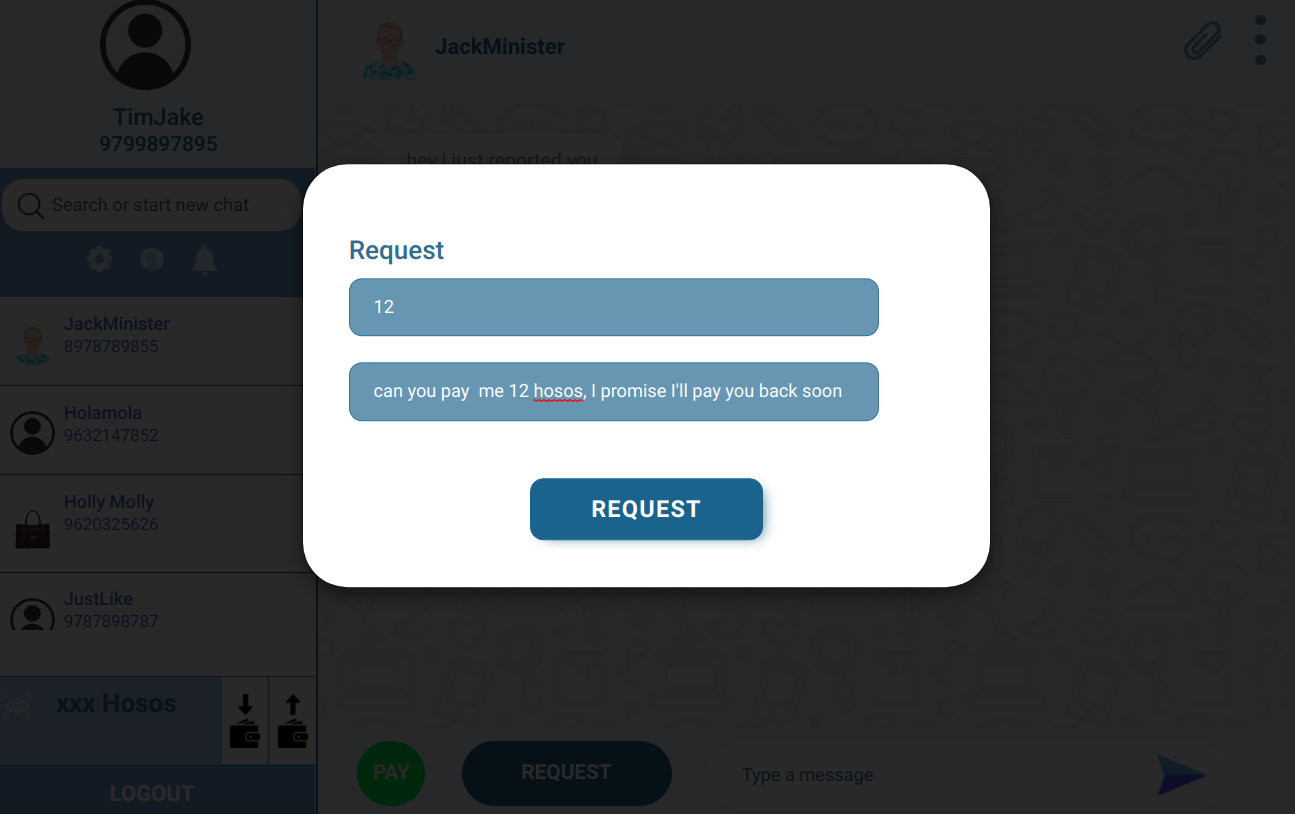 TimJake
9799897895
Search or start new chat
JackMinister
8978789855
Holamola
9632147852
Holly Molly
9620325626
JustLike
9787898787
xxx Hosos
LOGOUT
JackMinister
hey I just reported you
Request
12
can you pay  me 12 hosos, I promise I'll pay you back soon
REQUEST
PAY
REQUEST
Type a message